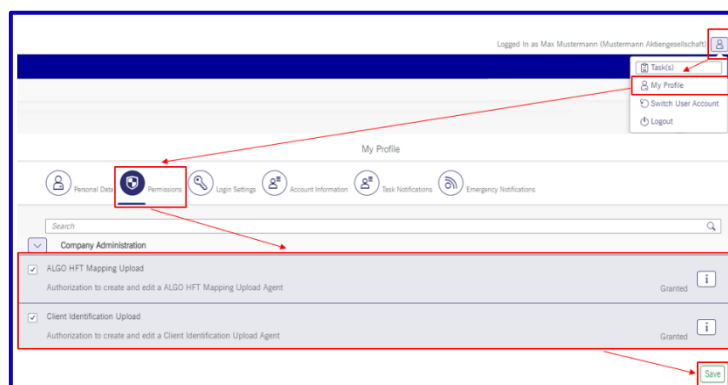 Logged In as Max Mustermann (Mustermann Aktiengesellschaft)
Task(s)
My Profile
Switch User Account
Logout
My Profile
Personal Data
Permissions
Login Settings
Account Information
Task Notifications
Emergency Notifications
Search
Company Administration
ALGO HFT Mapping Upload
Authorization to create and edit a ALGO HFT Mapping Upload Agent
Granted
i
Client Identification Upload
Authorization to create and edit a Client Identification Upload Agent
Granted
i
Save